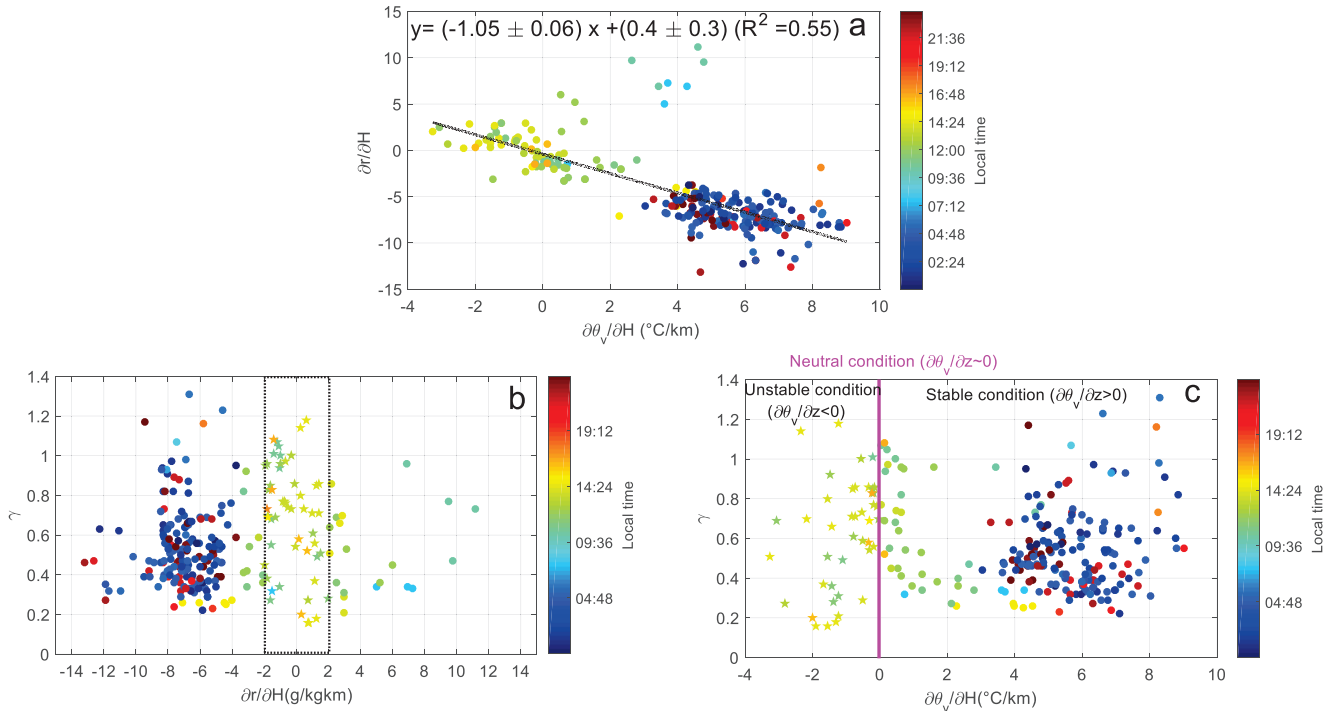 y= (-1.05 ± 0.06) x +(0.4 ± 0.3) (R² =0.55) a
15
10
5
0
-5
-10
-15
∂r/∂H
-4 -2 0 2 4 6 8 10
∂θ_v/∂H (°C/km)
21:36
19:12
16:48
14:24
12:00
09:36
07:12
04:48
02:24
Local time
b
1.4
1.2
1
0.8
0.6
0.4
0.2
0
γ
-14 -12 -10 -8 -6 -4 -2 0 2 4 6 8 10 12 14
∂r/∂H(g/kgkm)
19:12
14:24
09:36
04:48
Local time
Neutral condition (∂θ_v/∂z~0)
Unstable condition
(∂θ_v/∂z<0)
Stable condition (∂θ_v/∂z>0)
c
1.4
1.2
1
0.8
0.6
0.4
0.2
0
γ
-4 -2 0 2 4 6 8 10
∂θ_v/∂H(°C/km)
19:12
14:24
09:36
04:48
Local time